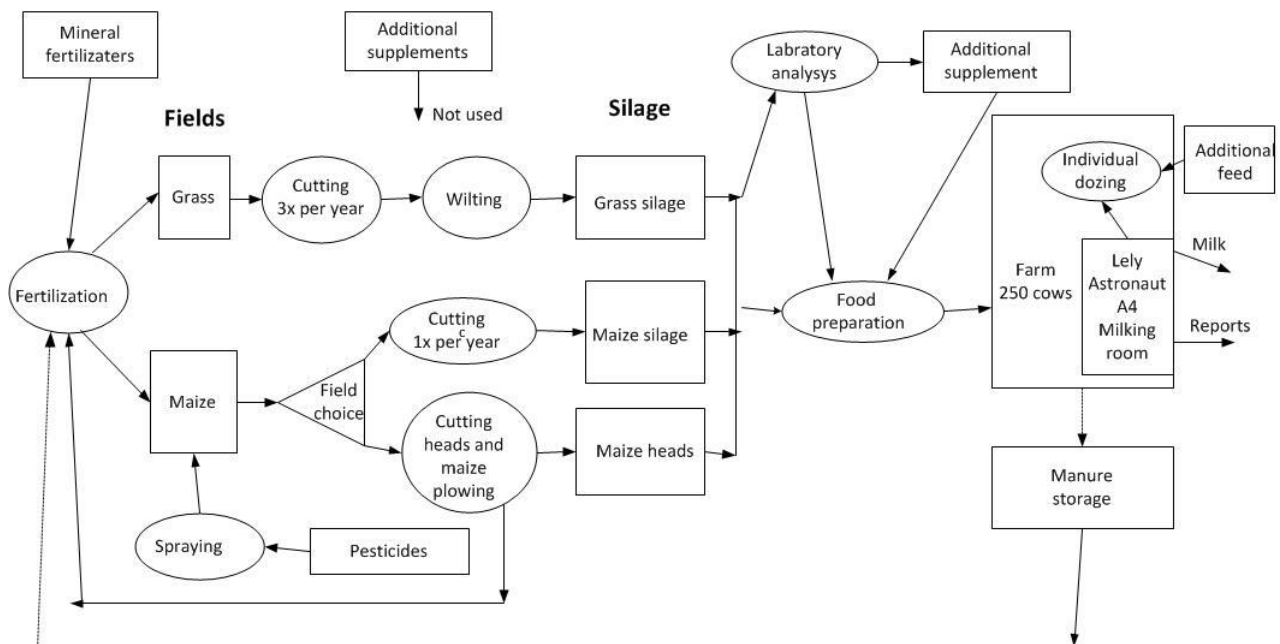 Mineral
fertilizaters
Additional
supplements
Not used
Labratory
analysys
Additional
supplement
Fields
Silage
Grass
Cutting
3x per year
Wilting
Grass silage
Individual
dozing
Additional
feed
Fertilization
Farm
250 cows
Lely
Astronaut
A4
Milking
room
Milk
Reports
Food
preparation
Cutting
c
1x per year
Maize silage
Maize
Field
choice
Cutting
heads and
maize
plowing
Maize heads
Manure
storage
Spraying
Pesticides